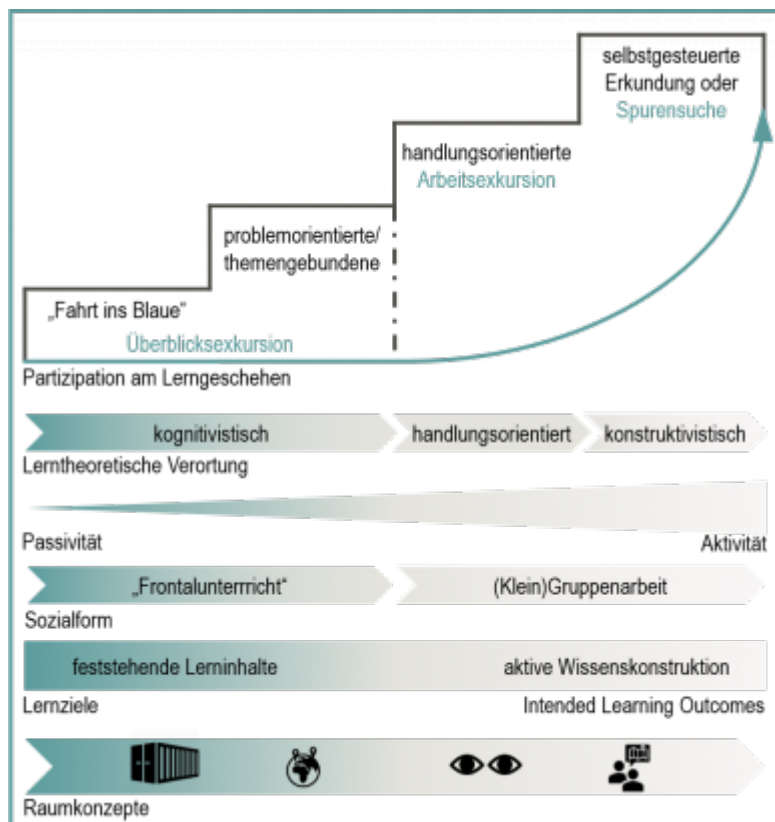 selbstgesteuerte
Erkundung oder
Spurensuche
handlungsorientierte
Arbeitsexkursion
problemorientierte/
themengebundene
„Fahrt ins Blaue“
Überblicksexkursion
Partizipation am Lerngeschehen
kognitivistisch handlungsorientiert konstruktivistisch
Lerntheoretische Verortung
Passivität Aktivität
„Frontalunterrricht“ (Klein)Gruppenarbeit
Sozialform
feststehende Lerninhalte aktive Wissenskonstruktion
Lernziele Intended Learning Outcomes
Raumkonzepte